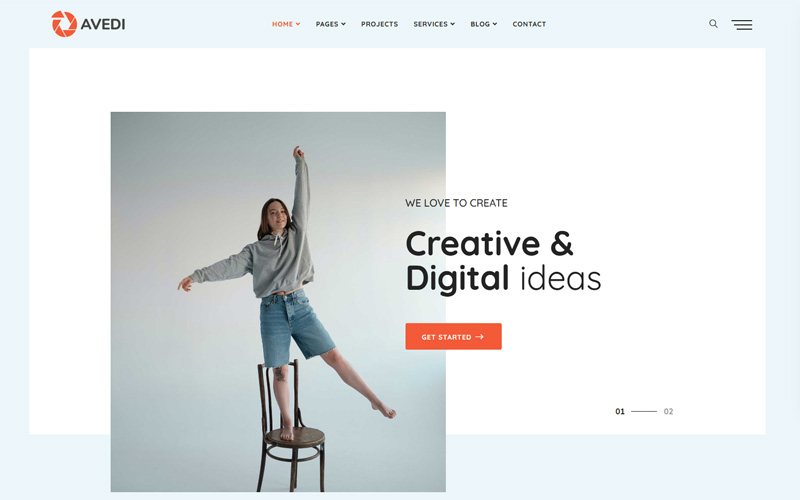 AVEDI
HOME PAGES PROJECTS SERVICES BLOG CONTACT
WE LOVE TO CREATE
Creative &
Digital ideas
GET STARTED
01 02